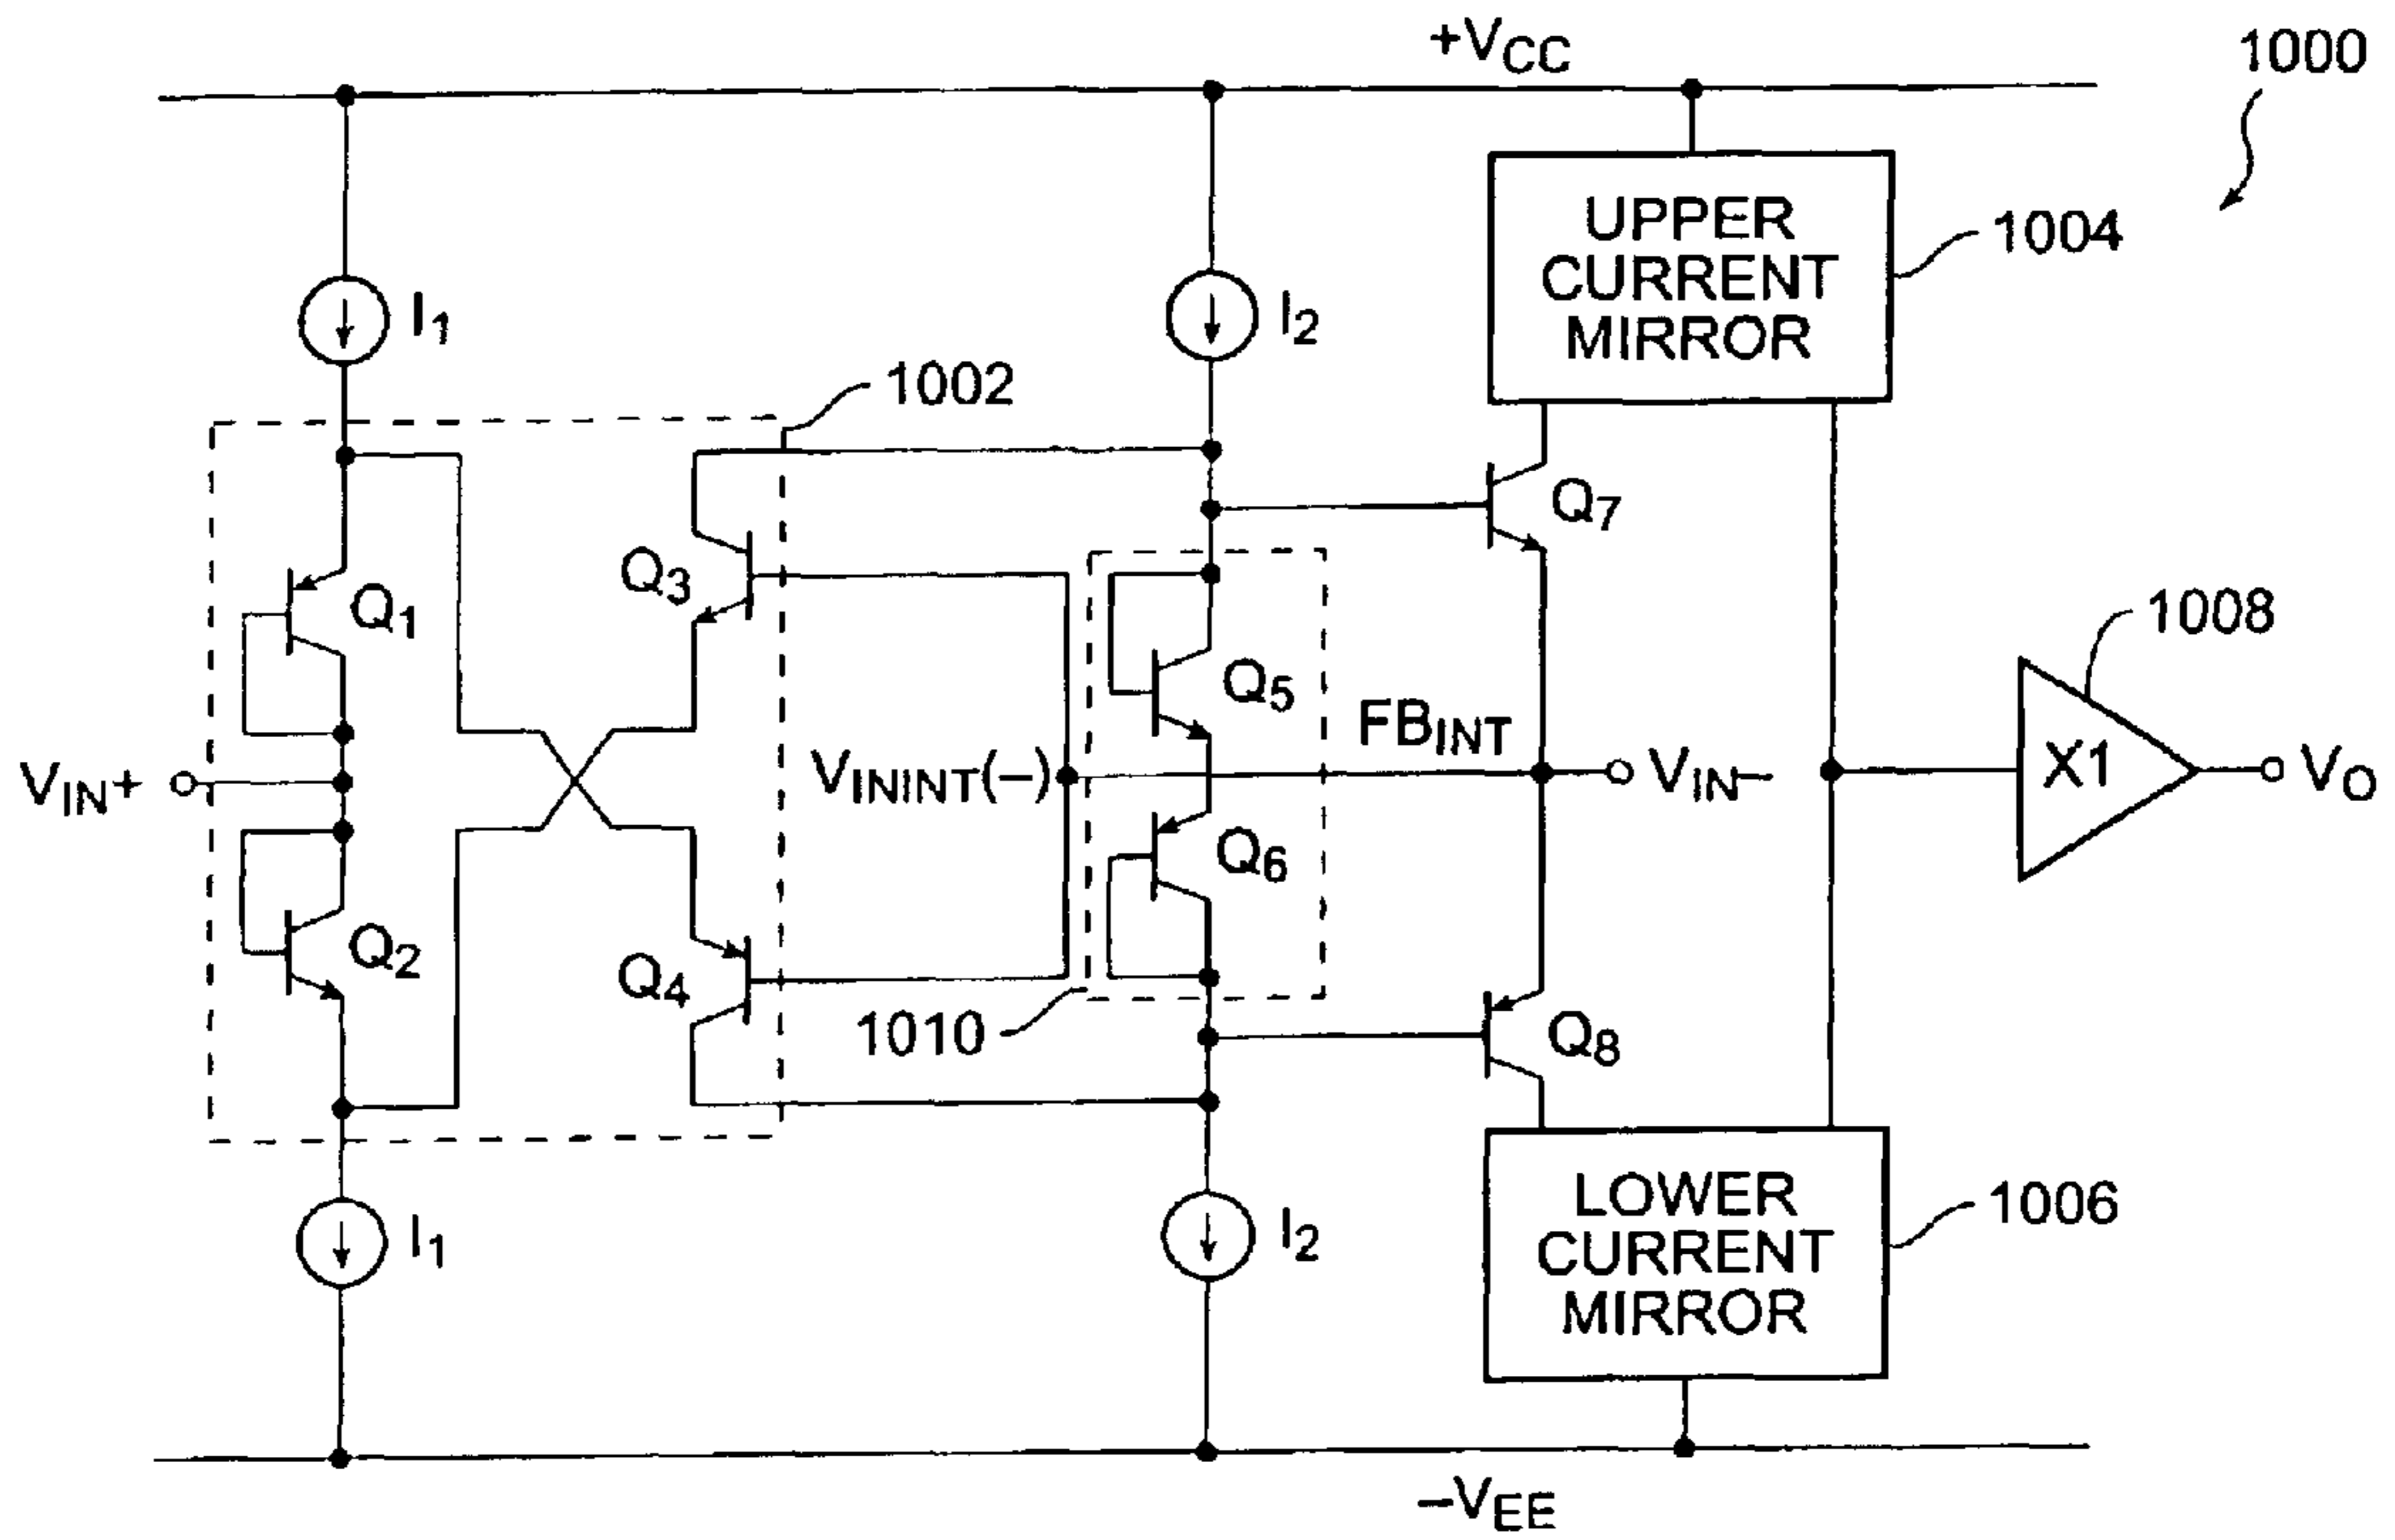 +VCC
1000
UPPER
CURRENT
MIRROR
1004
I1
I2
1002
Q7
Q3
Q1
1008
Q5
FBINT
VIN+
VININT(−)
VIN−
X1
VO
Q6
Q2
Q4
1010
Q8
LOWER
CURRENT
MIRROR
1006
I1
I2
−VEE